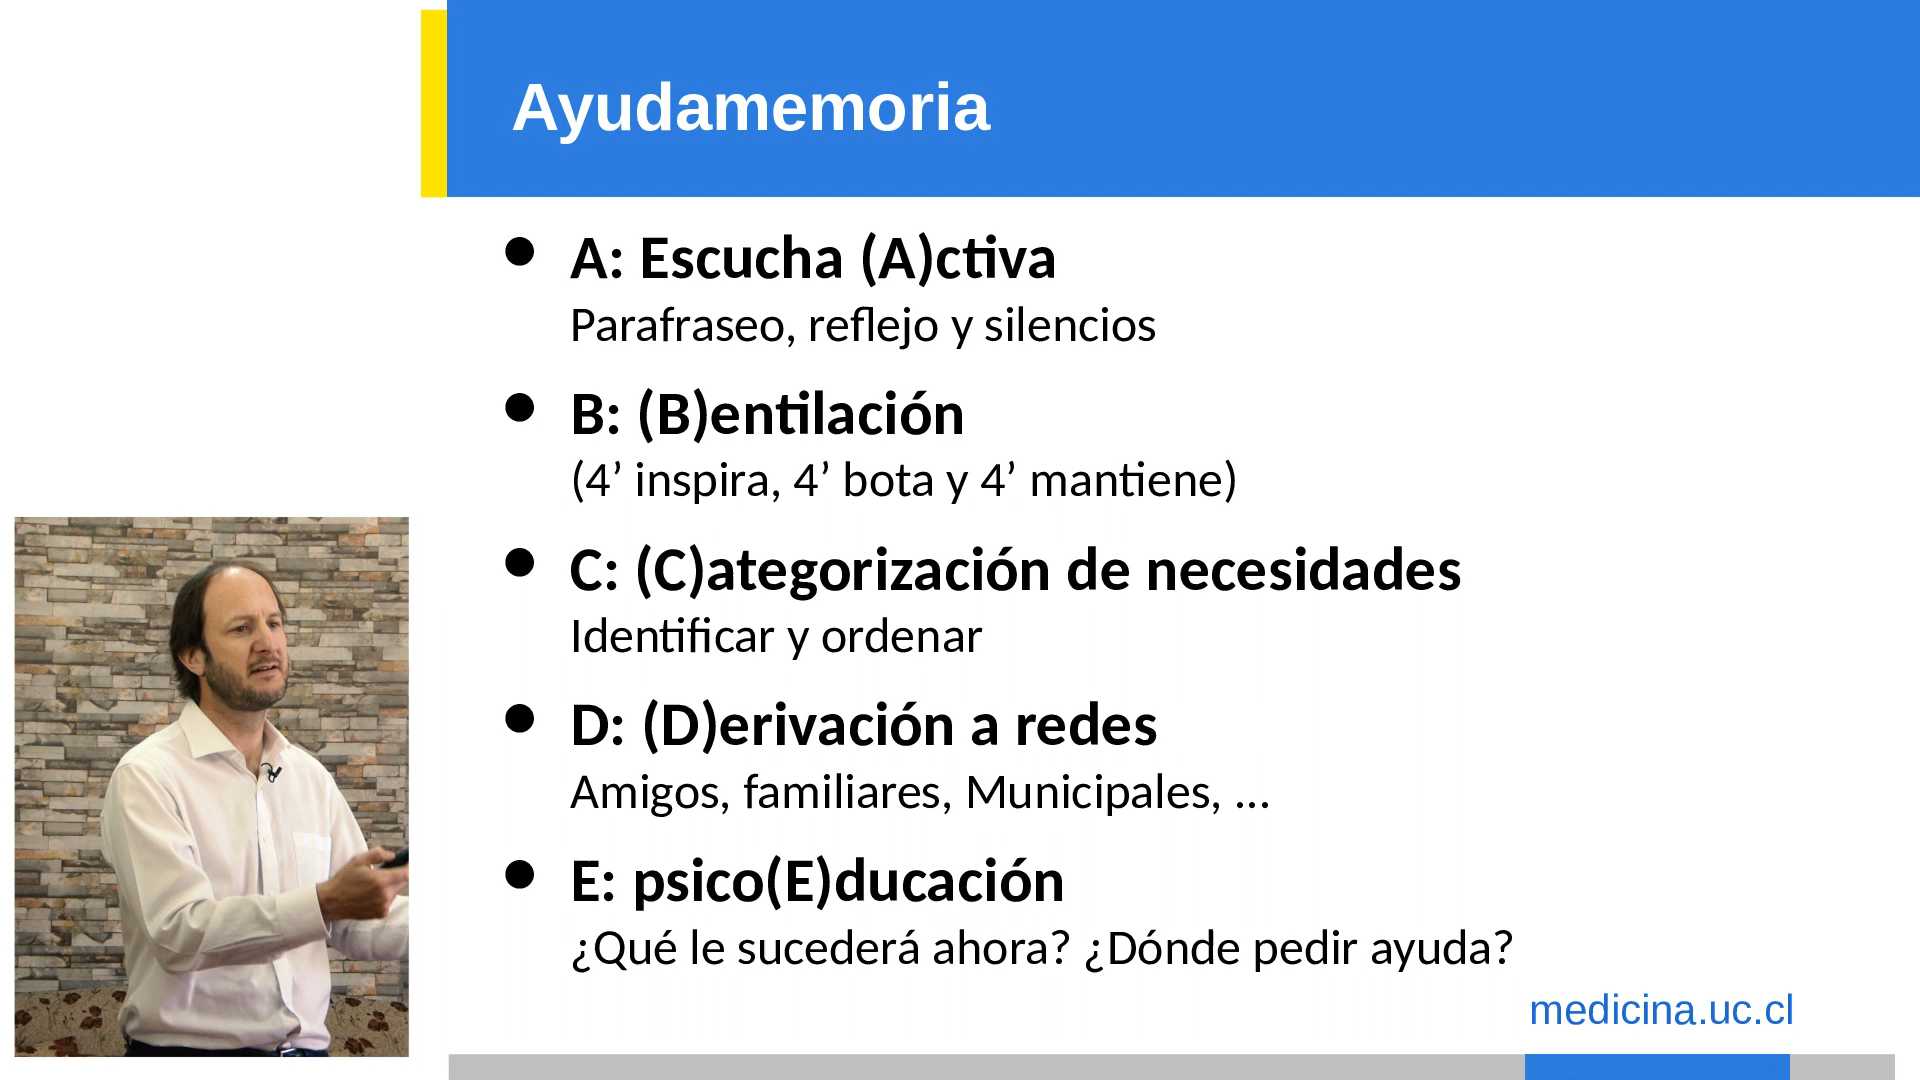 Ayudamemoria
● A: Escucha (A)ctiva
Parafraseo, reflejo y silencios
● B: (B)entilación
(4’ inspira, 4’ bota y 4’ mantiene)
● C: (C)ategorización de necesidades
Identificar y ordenar
● D: (D)erivación a redes
Amigos, familiares, Municipales, ...
● E: psico(E)ducación
¿Qué le sucederá ahora? ¿Dónde pedir ayuda?
medicina.uc.cl